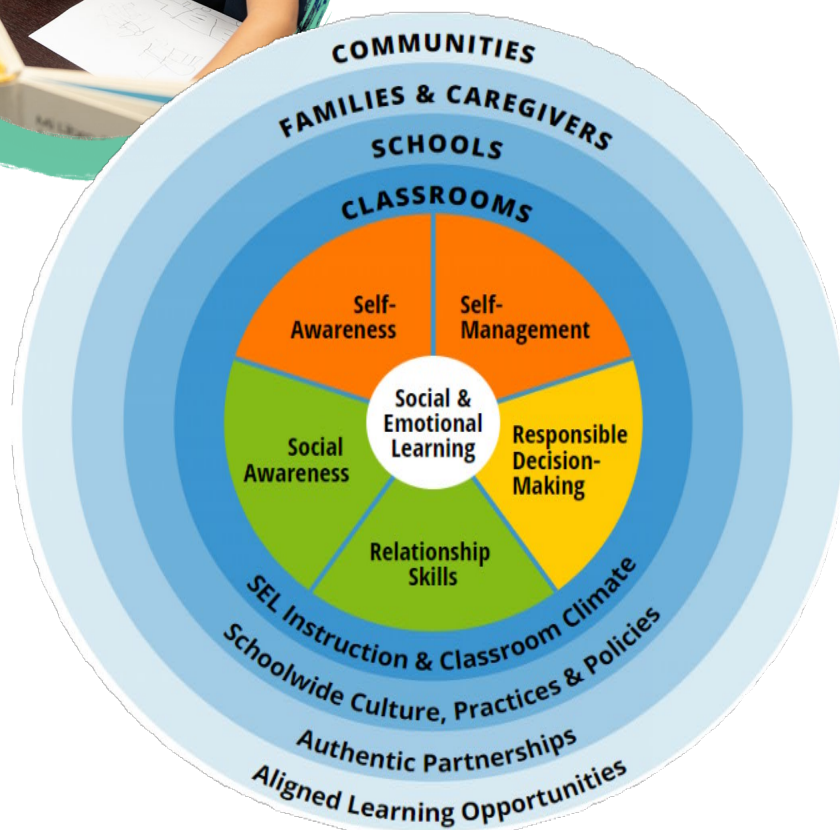 COMMUNITIES
FAMILIES & CAREGIVERS
SCHOOLS
CLASSROOMS
Self-
Awareness
Self-
Management
Social &
Emotional
Learning
Social
Awareness
Responsible
Decision-
Making
Relationship
Skills
SEL Instruction & Classroom Climate
Schoolwide Culture, Practices & Policies
Authentic Partnerships
Aligned Learning Opportunities